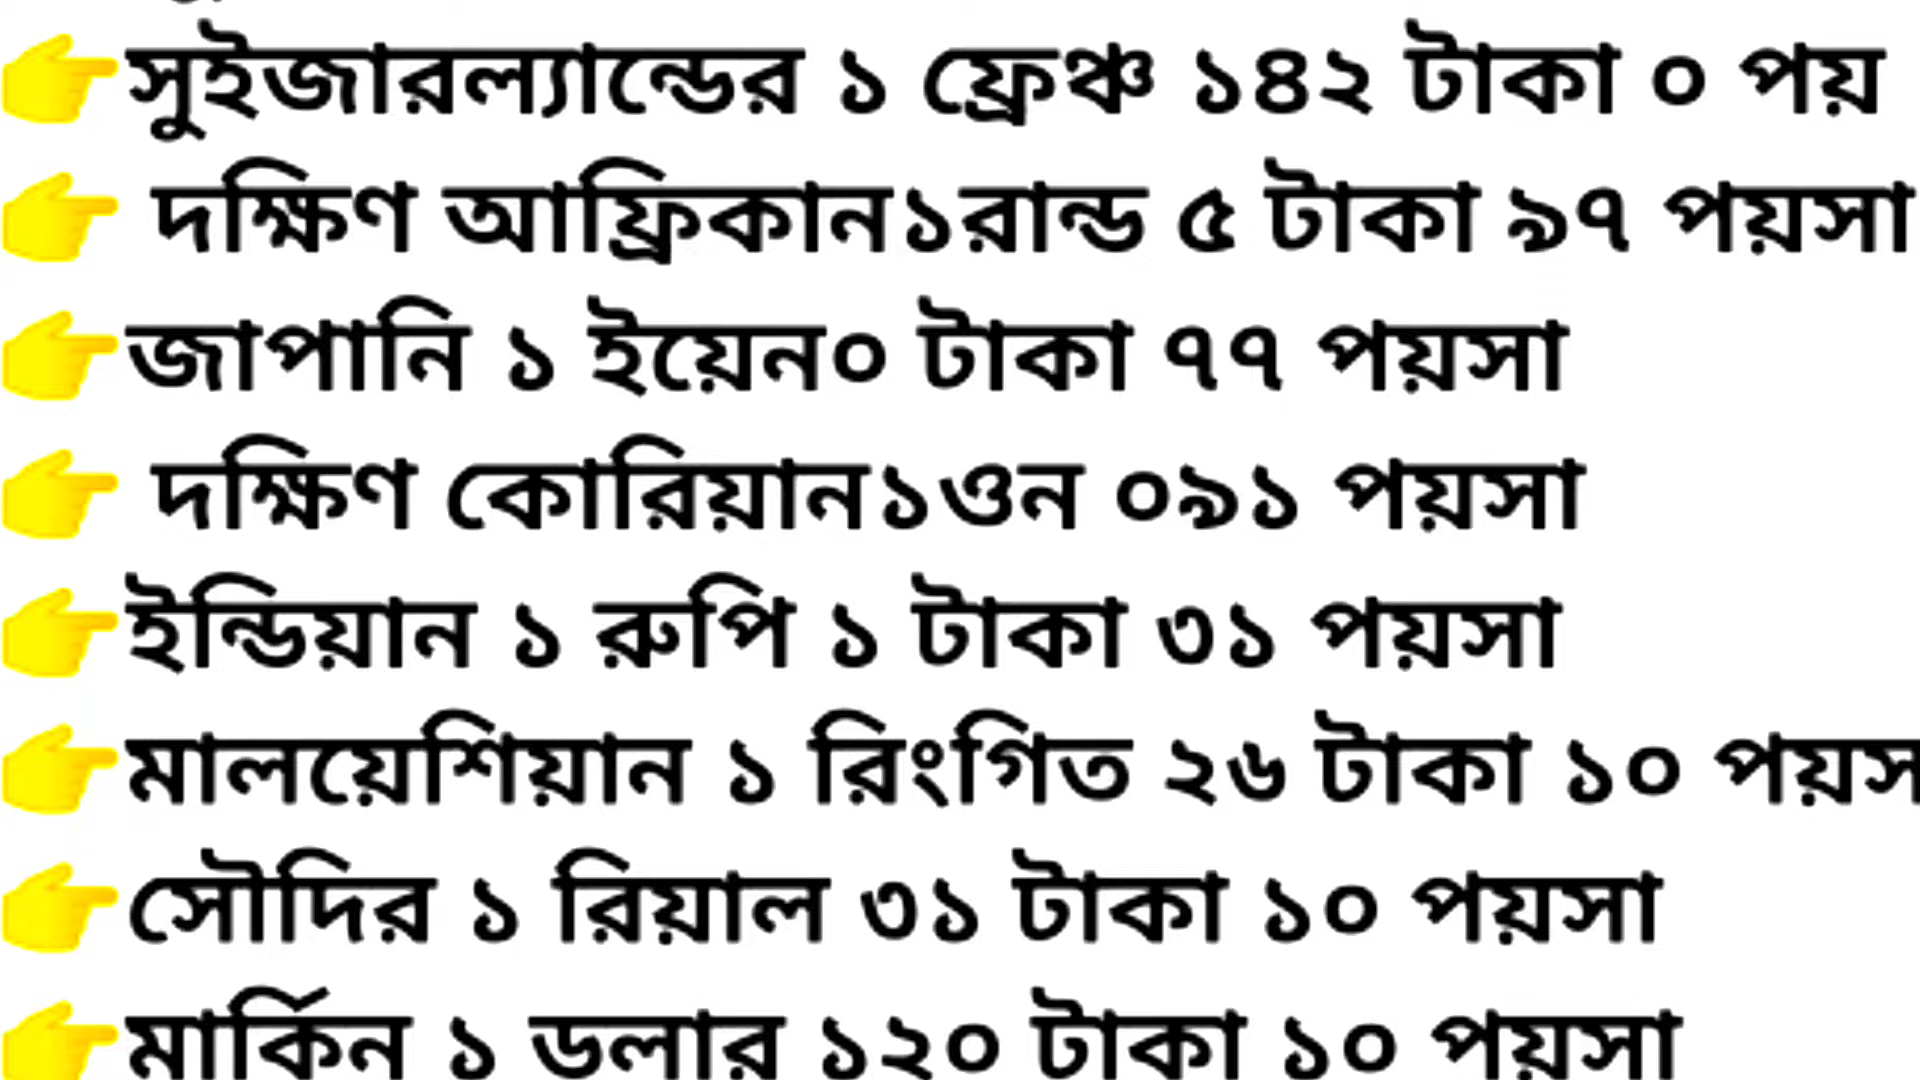 👉সুইজারল্যান্ডের ১ ফ্রেঞ্চ ১৪২ টাকা ০ পয়
👉 দক্ষিণ আফ্রিকান১রান্ড ৫ টাকা ৯৭ পয়সা
👉জাপানি ১ ইয়েন০ টাকা ৭৭ পয়সা
👉 দক্ষিণ কোরিয়ান১ওন ০৯১ পয়সা
👉ইন্ডিয়ান ১ রুপি ১ টাকা ৩১ পয়সা
👉মালয়েশিয়ান ১ রিংগিত ২৬ টাকা ১০ পয়স
👉সৌদির ১ রিয়াল ৩১ টাকা ১০ পয়সা
👉মার্কিন ১ ডলার ১২০ টাকা ১০ পয়সা